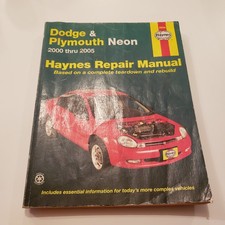 Dodge &
Plymouth Neon
2000 thru 2005
Haynes
Haynes Repair Manual
Based on a complete teardown and rebuild
Includes essential information for today's more complex vehicles